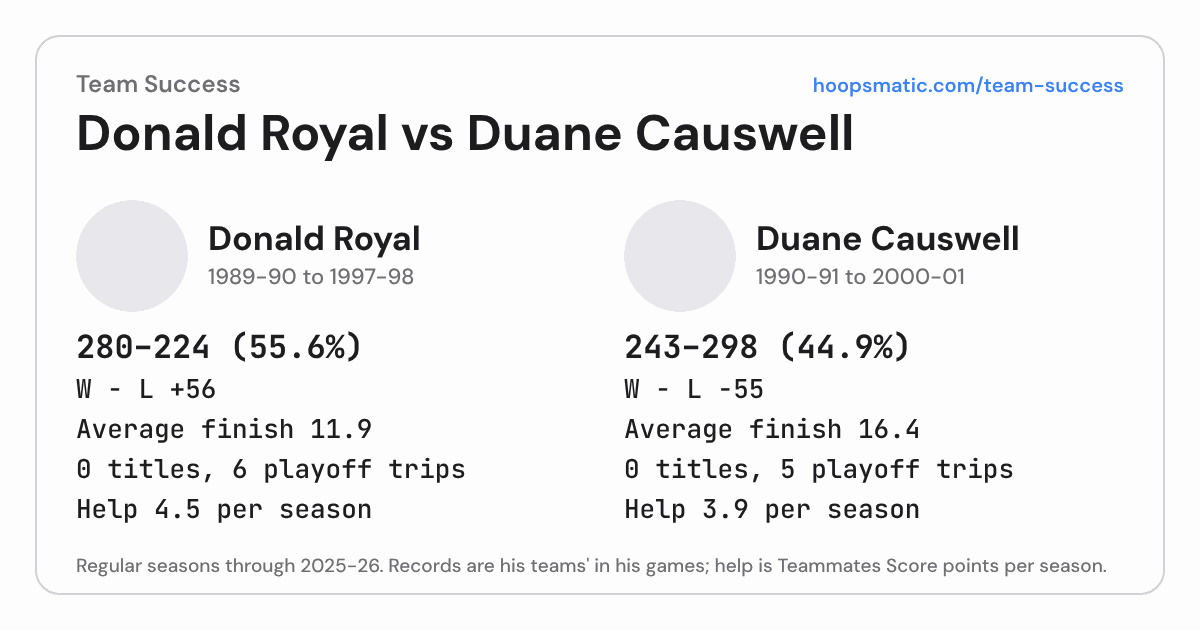 Team Success
hoopsmatic.com/team-success
Donald Royal vs Duane Causwell
Donald Royal
1989-90 to 1997-98
280-224 (55.6%)
W - L +56
Average finish 11.9
0 titles, 6 playoff trips
Help 4.5 per season
Duane Causwell
1990-91 to 2000-01
243-298 (44.9%)
W - L -55
Average finish 16.4
0 titles, 5 playoff trips
Help 3.9 per season
Regular seasons through 2025-26. Records are his teams' in his games; help is Teammates Score points per season.